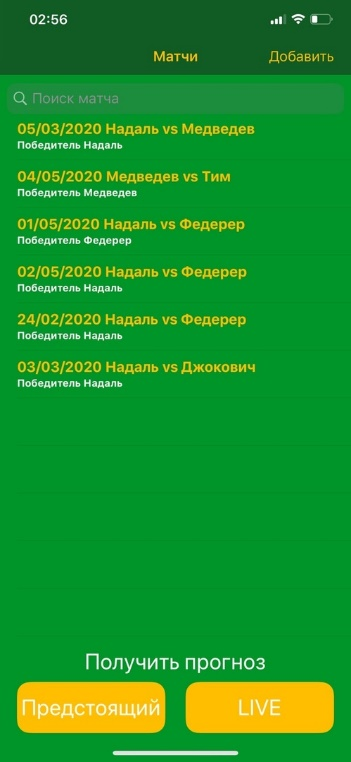 02:56
Матчи
Добавить
Поиск матча
05/03/2020 Надаль vs Медведев
Победитель Надаль
04/05/2020 Медведев vs Тим
Победитель Медведев
01/05/2020 Надаль vs Федерер
Победитель Федерер
02/05/2020 Надаль vs Федерер
Победитель Надаль
24/02/2020 Надаль vs Федерер
Победитель Надаль
03/03/2020 Надаль vs Джокович
Победитель Надаль
Получить прогноз
Предстоящий
LIVE